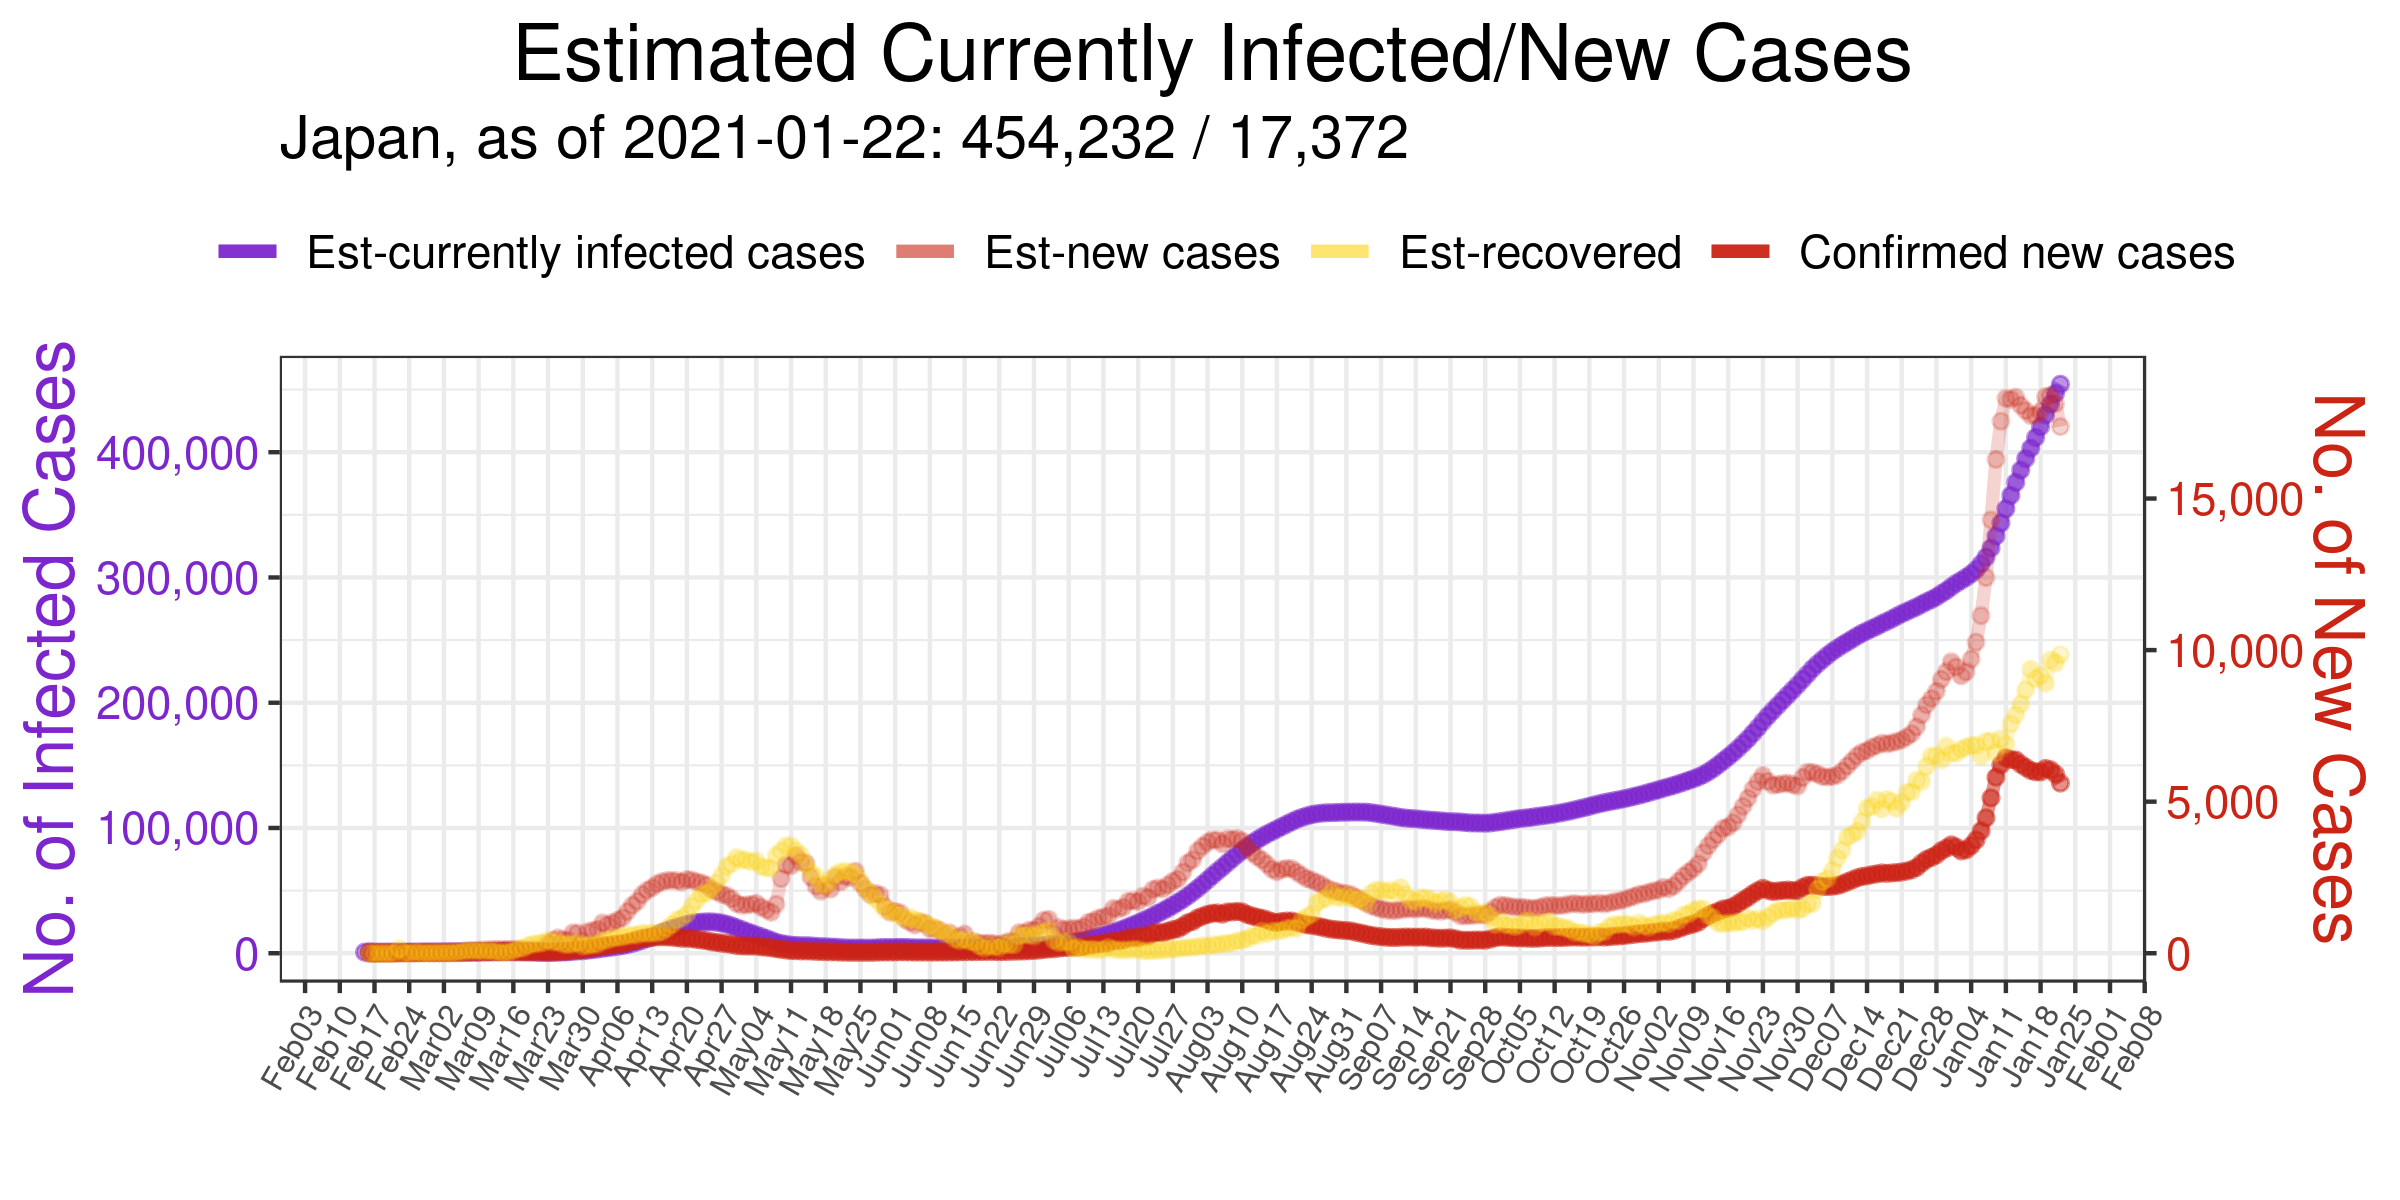 Estimated Currently Infected/New Cases
Japan, as of 2021-01-22: 454,232 / 17,372
Est-currently infected cases Est-new cases Est-recovered Confirmed new cases
No. of Infected Cases
400,000
300,000
200,000
100,000
0
15,000
10,000
5,000
0
No. of New Cases
Feb03 Feb10 Feb17 Feb24 Mar02 Mar09 Mar16 Mar23 Mar30 Apr06 Apr13 Apr20 Apr27 May04 May11 May18 May25 Jun01 Jun08 Jun15 Jun22 Jun29 Jul06 Jul13 Jul20 Jul27 Aug03 Aug10 Aug17 Aug24 Aug31 Sep07 Sep14 Sep21 Sep28 Oct05 Oct12 Oct19 Oct26 Nov02 Nov09 Nov16 Nov23 Nov30 Dec07 Dec14 Dec21 Dec28 Jan04 Jan11 Jan18 Jan25 Feb01 Feb08